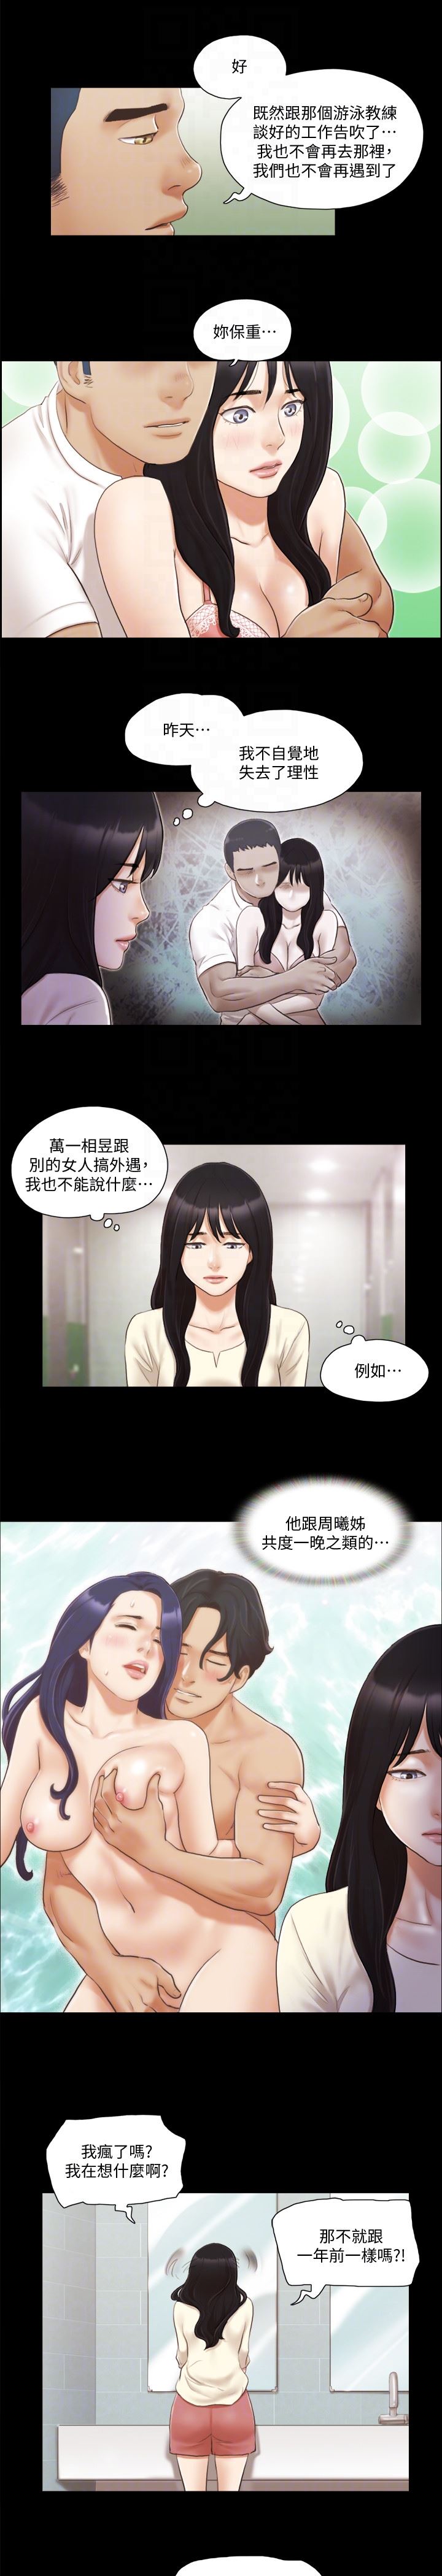 好
既然跟那個游泳教練
談好的工作告吹了⋯
我也不會再去那裡，
我們也不會再遇到了
妳保重⋯
昨天⋯
我不自覺地
失去了理性
萬一相昱跟
別的女人搞外遇，
我也不能說什麼⋯
例如⋯
他跟周曦姊
共度一晚之類的⋯
我瘋了嗎?
我在想什麼啊?
那不就跟
一年前一樣嗎?!